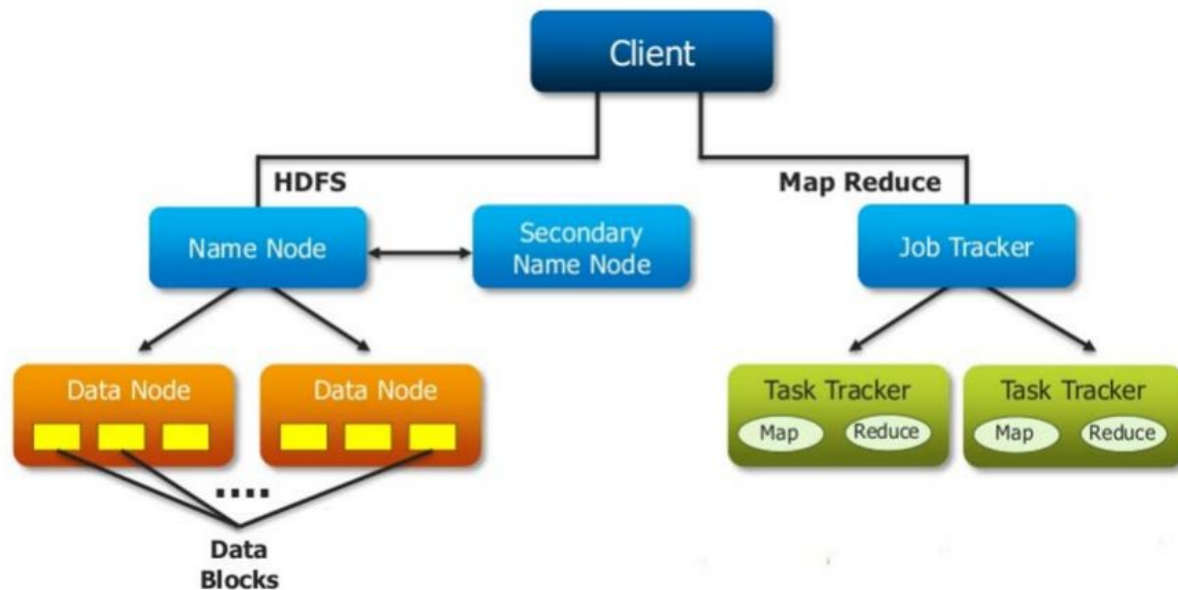 Client
HDFS
Map Reduce
Name Node
Secondary
Name Node
Job Tracker
Data Node
Data Node
Task Tracker
Map
Reduce
Task Tracker
Map
Reduce
....
Data
Blocks